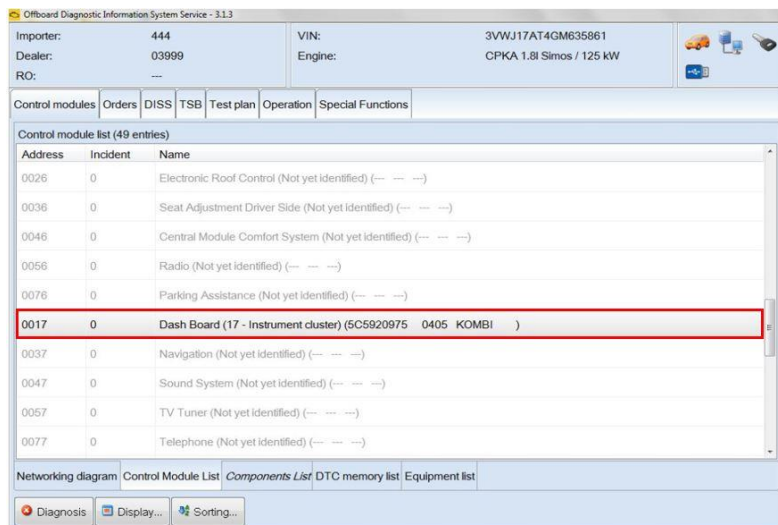 Offboard Diagnostic Information System Service - 3.1.3
Importer: 444 VIN: 3VWJ17AT4GM635861
Dealer: 03999 Engine: CPKA 1.8l Simos / 125 kW
RO: ---
Control modules Orders DISS TSB Test plan Operation Special Functions
Control module list (49 entries)
Address Incident Name
0026 0 Electronic Roof Control (Not yet identified) (--- --- ---)
0036 0 Seat Adjustment Driver Side (Not yet identified) (--- --- ---)
0046 0 Central Module Comfort System (Not yet identified) (--- --- ---)
0056 0 Radio (Not yet identified) (--- --- ---)
0076 0 Parking Assistance (Not yet identified) (--- --- ---)
0017 0 Dash Board (17 - Instrument cluster) (5C5920975 0405 KOMBI )
0037 0 Navigation (Not yet identified) (--- --- ---)
0047 0 Sound System (Not yet identified) (--- --- ---)
0057 0 TV Tuner (Not yet identified) (--- --- ---)
0077 0 Telephone (Not yet identified) (--- --- ---)
Networking diagram Control Module List Components List DTC memory list Equipment list
Diagnosis Display... Sorting...